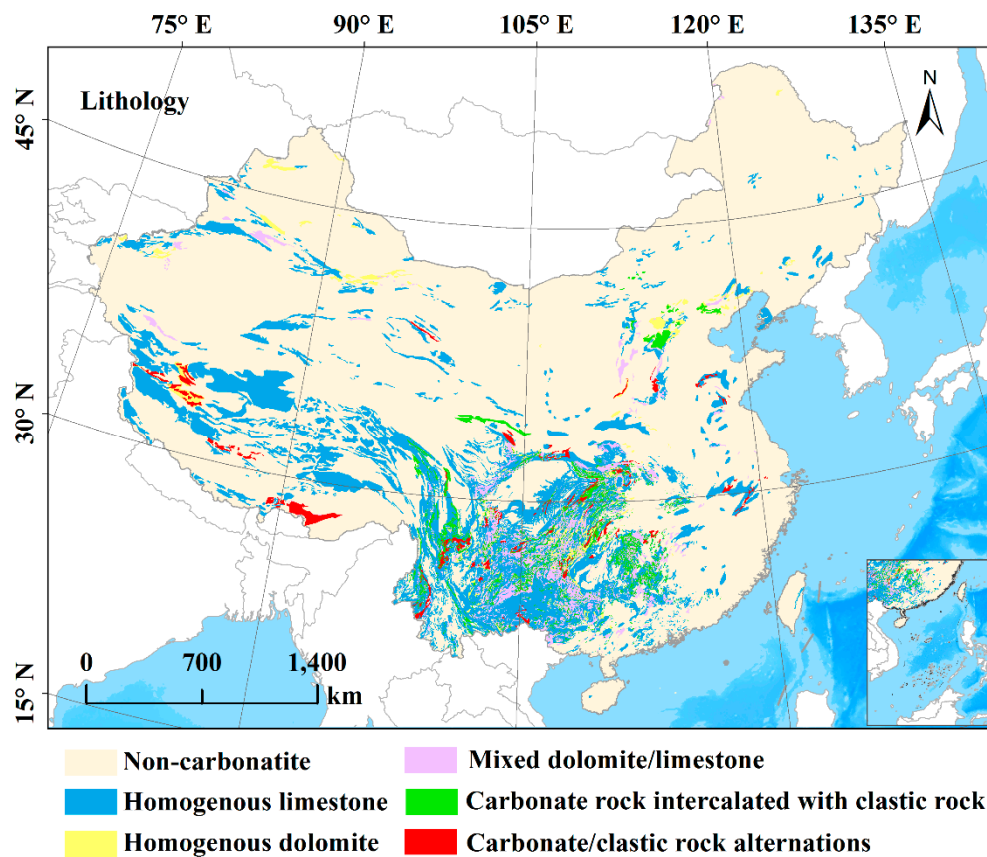 75° E 90° E 105° E 120° E 135° E
N
Lithology
45° N
30° N
15° N
0 700 1,400
km
Non-carbonatite
Homogenous limestone
Homogenous dolomite
Mixed dolomite/limestone
Carbonate rock intercalated with clastic rock
Carbonate/clastic rock alternations